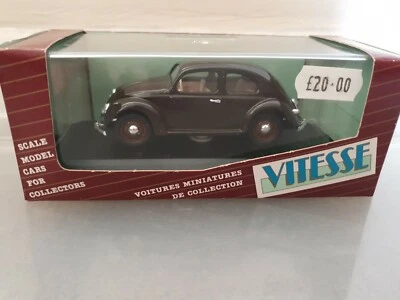 £20.00
SCALE
MODEL
CARS
FOR
COLLECTORS
VOITURES MINIATURES
DE COLLECTION
VITESSE